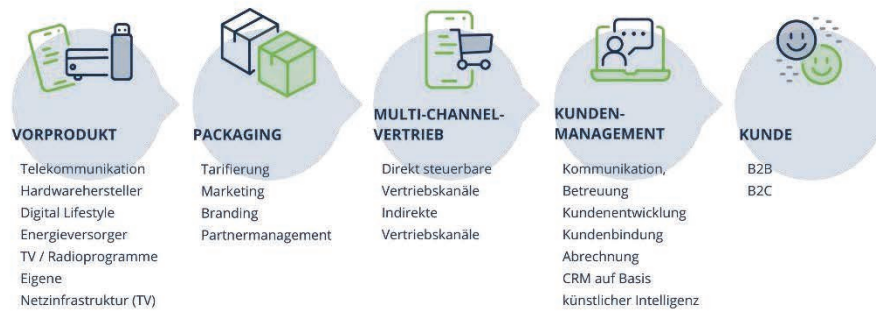 VORPRODUKT
Telekommunikation
Hardwarehersteller
Digital Lifestyle
Energieversorger
TV / Radioprogramme
Eigene
Netzinfrastruktur (TV)
PACKAGING
Tarifierung
Marketing
Branding
Partnermanagement
MULTI-CHANNEL-
VERTRIEB
Direkt steuerbare
Vertriebskanäle
Indirekte
Vertriebskanäle
KUNDEN-
MANAGEMENT
Kommunikation,
Betreuung
Kundenentwicklung
Kundenbindung
Abrechnung
CRM auf Basis
künstlicher Intelligenz
KUNDE
B2B
B2C